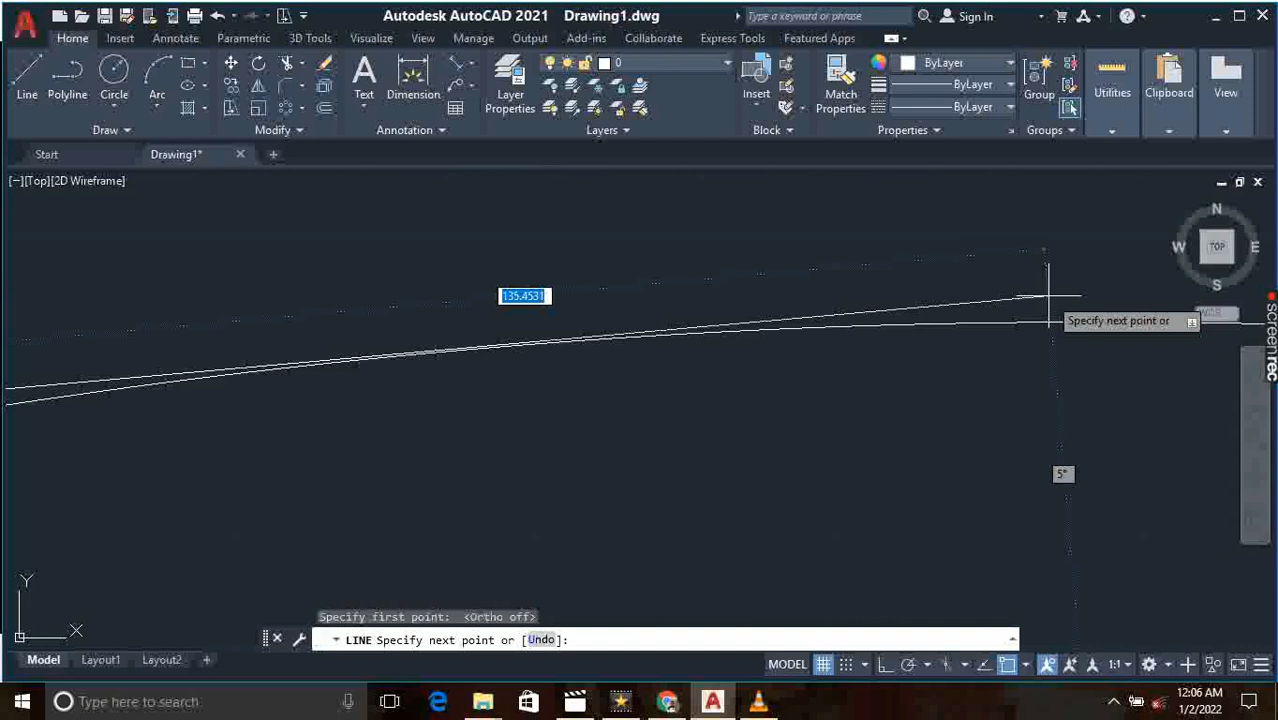 Autodesk AutoCAD 2021 Drawing1.dwg
Type a keyword or phrase
Sign In
Home Insert Annotate Parametric 3D Tools Visualize View Manage Output Add-ins Collaborate Express Tools Featured Apps
Line Polyline Circle Arc
Text Dimension
Layer
Properties
0
Insert
Match
Properties
ByLayer
ByLayer
ByLayer
Group
Utilities
Clipboard
View
Draw Modify Annotation Layers Block Properties Groups
Start Drawing1*
[−][Top][2D Wireframe]
N
W TOP E
S
135.4531
Specify next point or
WCS
screenrec
5°
Y
X
Specify first point: <Ortho off>
LINE Specify next point or [Undo]:
Model Layout1 Layout2 +
MODEL
1:1
Type here to search
12:06 AM
1/2/2022